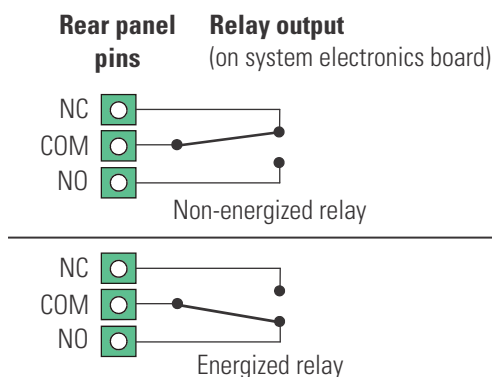 Rear panel pins
Relay output
(on system electronics board)
NC
COM
NO
Non-energized relay
NC
COM
NO
Energized relay